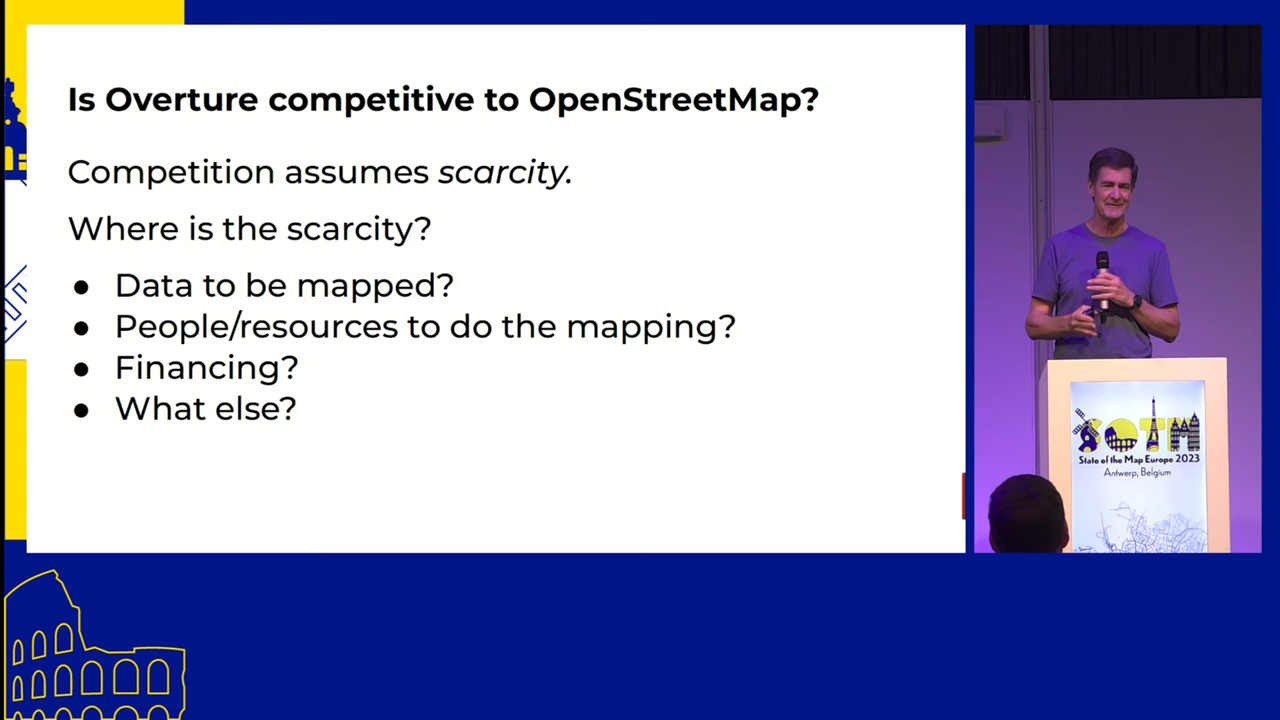 Is Overture competitive to OpenStreetMap?
Competition assumes scarcity.
Where is the scarcity?
● Data to be mapped?
● People/resources to do the mapping?
● Financing?
● What else?
SOTM
State of the Map Europe 2023
Antwerp, Belgium